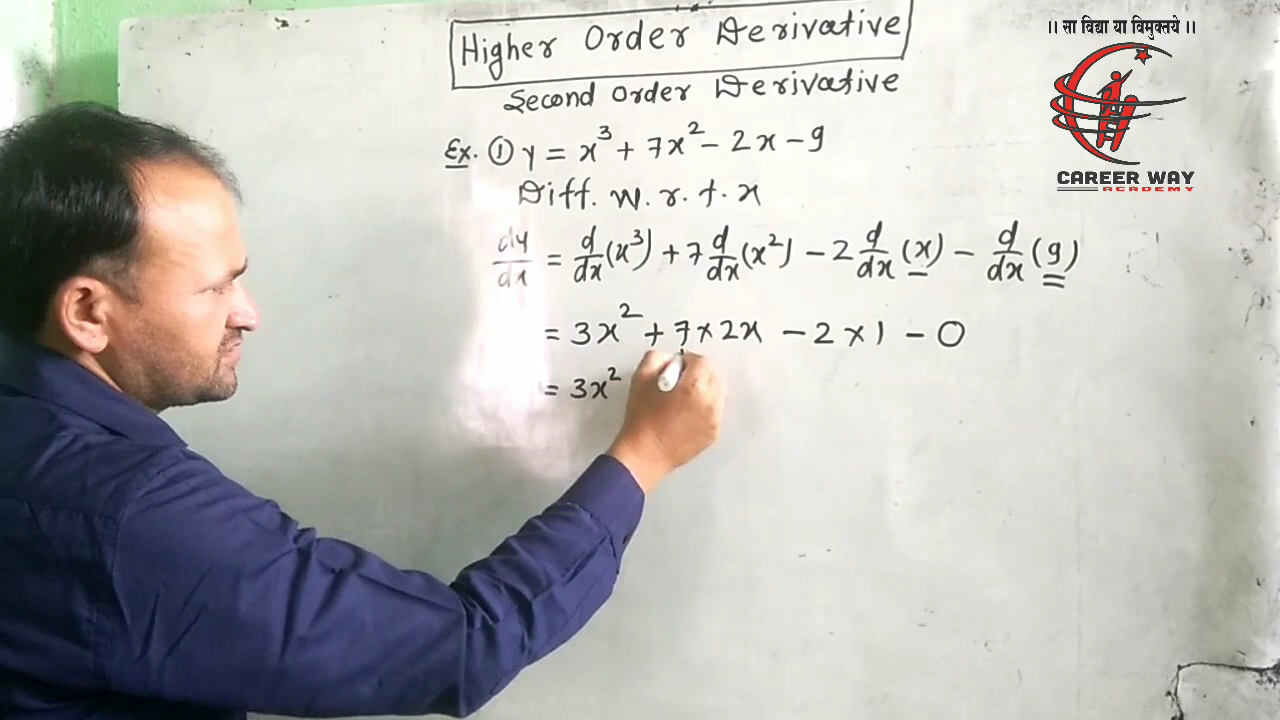 Higher Order Derivative
Second Order Derivative
Ex. ① y = x³ + 7x² − 2x − 9
Diff. w. r. t. x
dy/dx = d/dx (x³) + 7 d/dx (x²) − 2 d/dx (x) − d/dx (9)
= 3x² + 7 × 2x − 2 × 1 − 0
= 3x²
।। सा विद्या या विमुक्तये ।।
CAREER WAY
ACADEMY